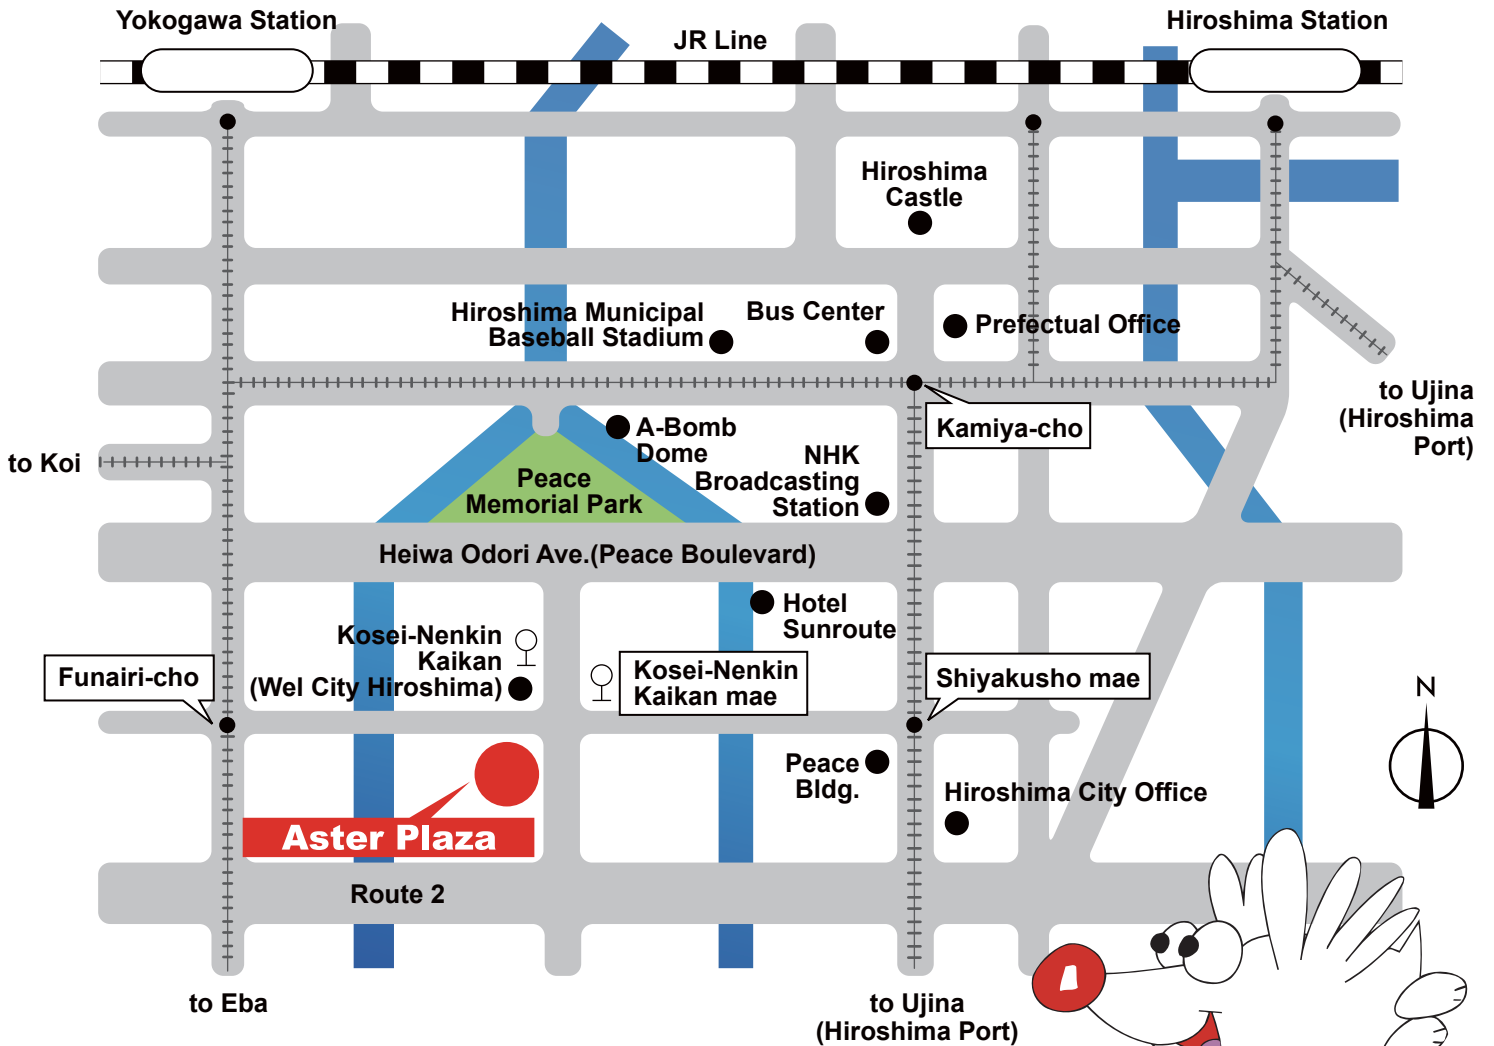 Yokogawa Station
Hiroshima Station
JR Line
Hiroshima
Castle
Hiroshima Municipal
Baseball Stadium
Bus Center
Prefectual Office
to Ujina
(Hiroshima
Port)
Kamiya-cho
A-Bomb
Dome
to Koi
NHK
Broadcasting
Station
Peace
Memorial Park
Heiwa Odori Ave.(Peace Boulevard)
Hotel
Sunroute
Kosei-Nenkin
Kaikan
(Wel City Hiroshima)
Kosei-Nenkin
Kaikan mae
Funairi-cho
Shiyakusho mae
N
Peace
Bldg.
Hiroshima City Office
Aster Plaza
Route 2
to Eba
to Ujina
(Hiroshima Port)